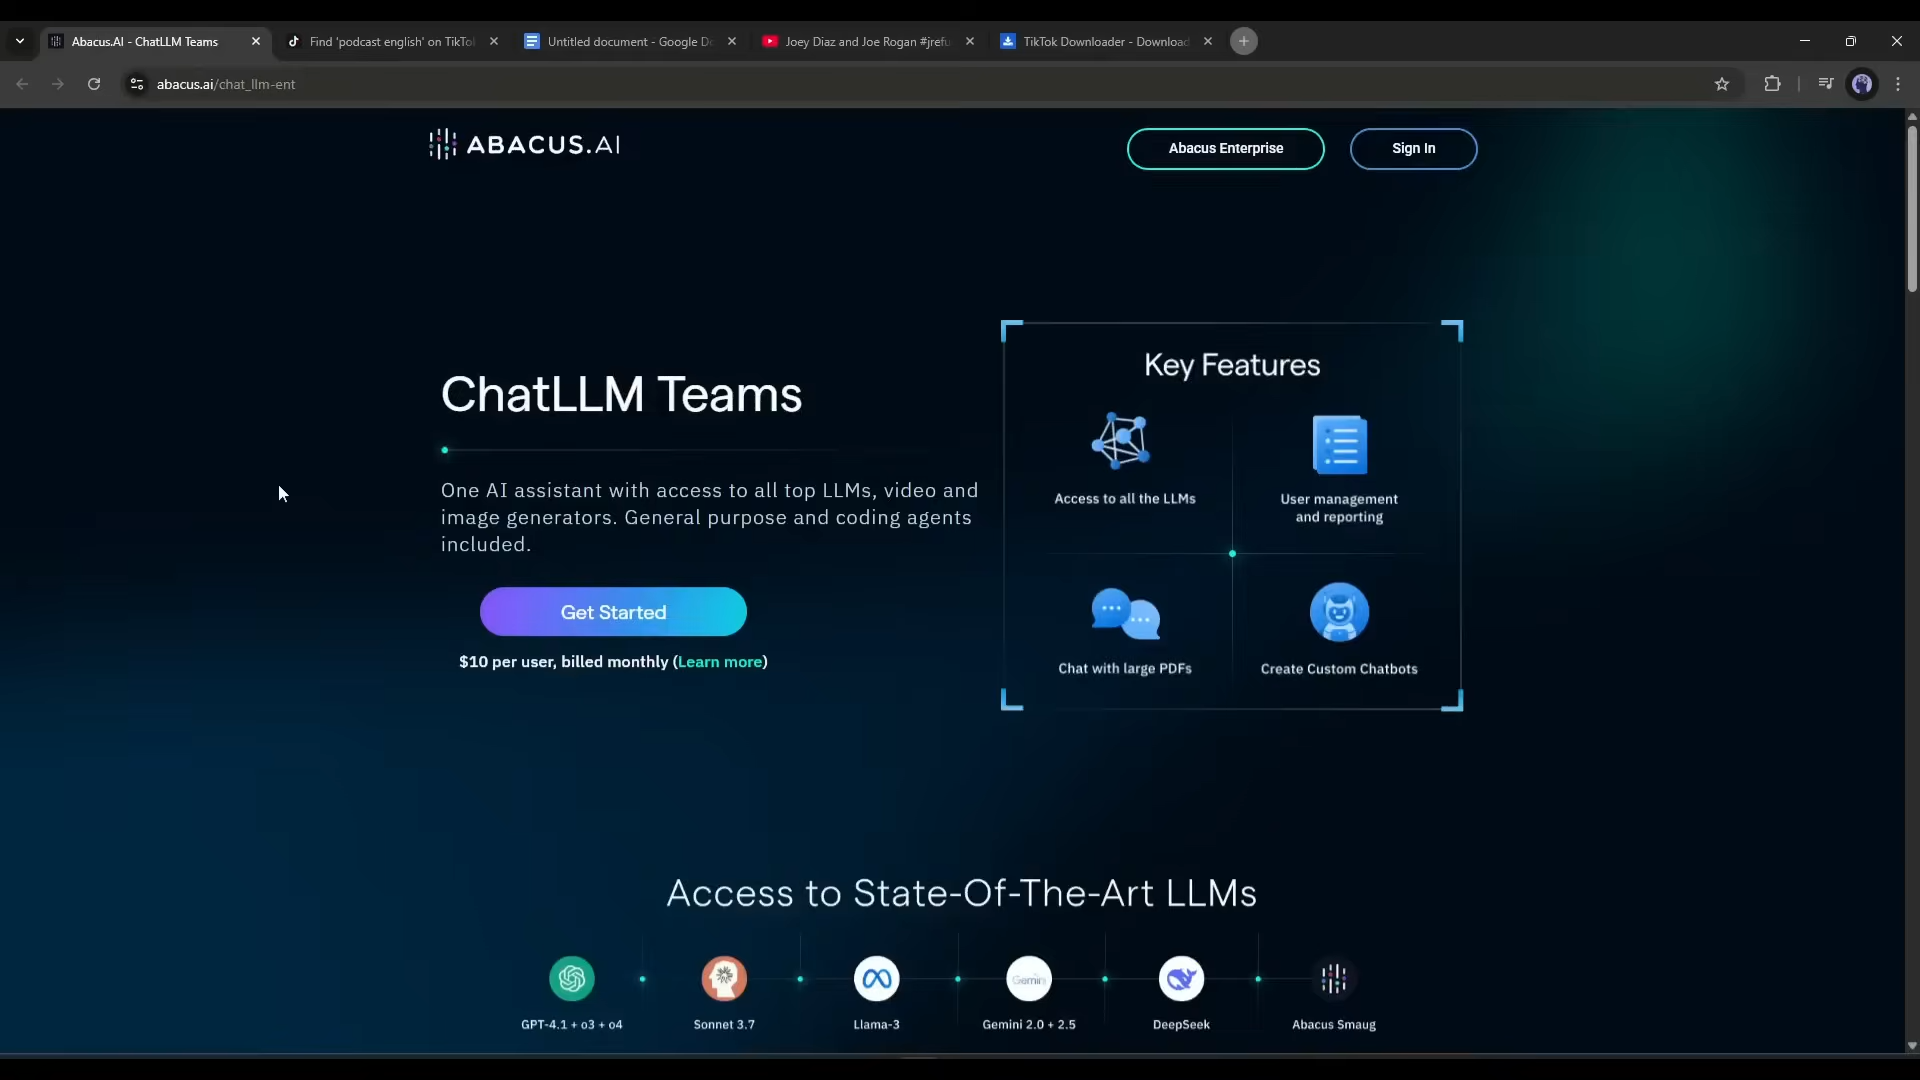 Abacus.AI - ChatLLM Teams
Find 'podcast english' on TikTo
Untitled document - Google D
Joey Diaz and Joe Rogan #jrefu
TikTok Downloader - Download
abacus.ai/chat_llm-ent
ABACUS.AI
Abacus Enterprise
Sign In
ChatLLM Teams
One AI assistant with access to all top LLMs, video and
image generators. General purpose and coding agents
included.
Get Started
$10 per user, billed monthly (Learn more)
Key Features
Access to all the LLMs
User management
and reporting
Chat with large PDFs
Create Custom Chatbots
Access to State-Of-The-Art LLMs
Gemini
GPT-4.1 + o3 + o4
Sonnet 3.7
Llama-3
Gemini 2.0 + 2.5
DeepSeek
Abacus Smaug